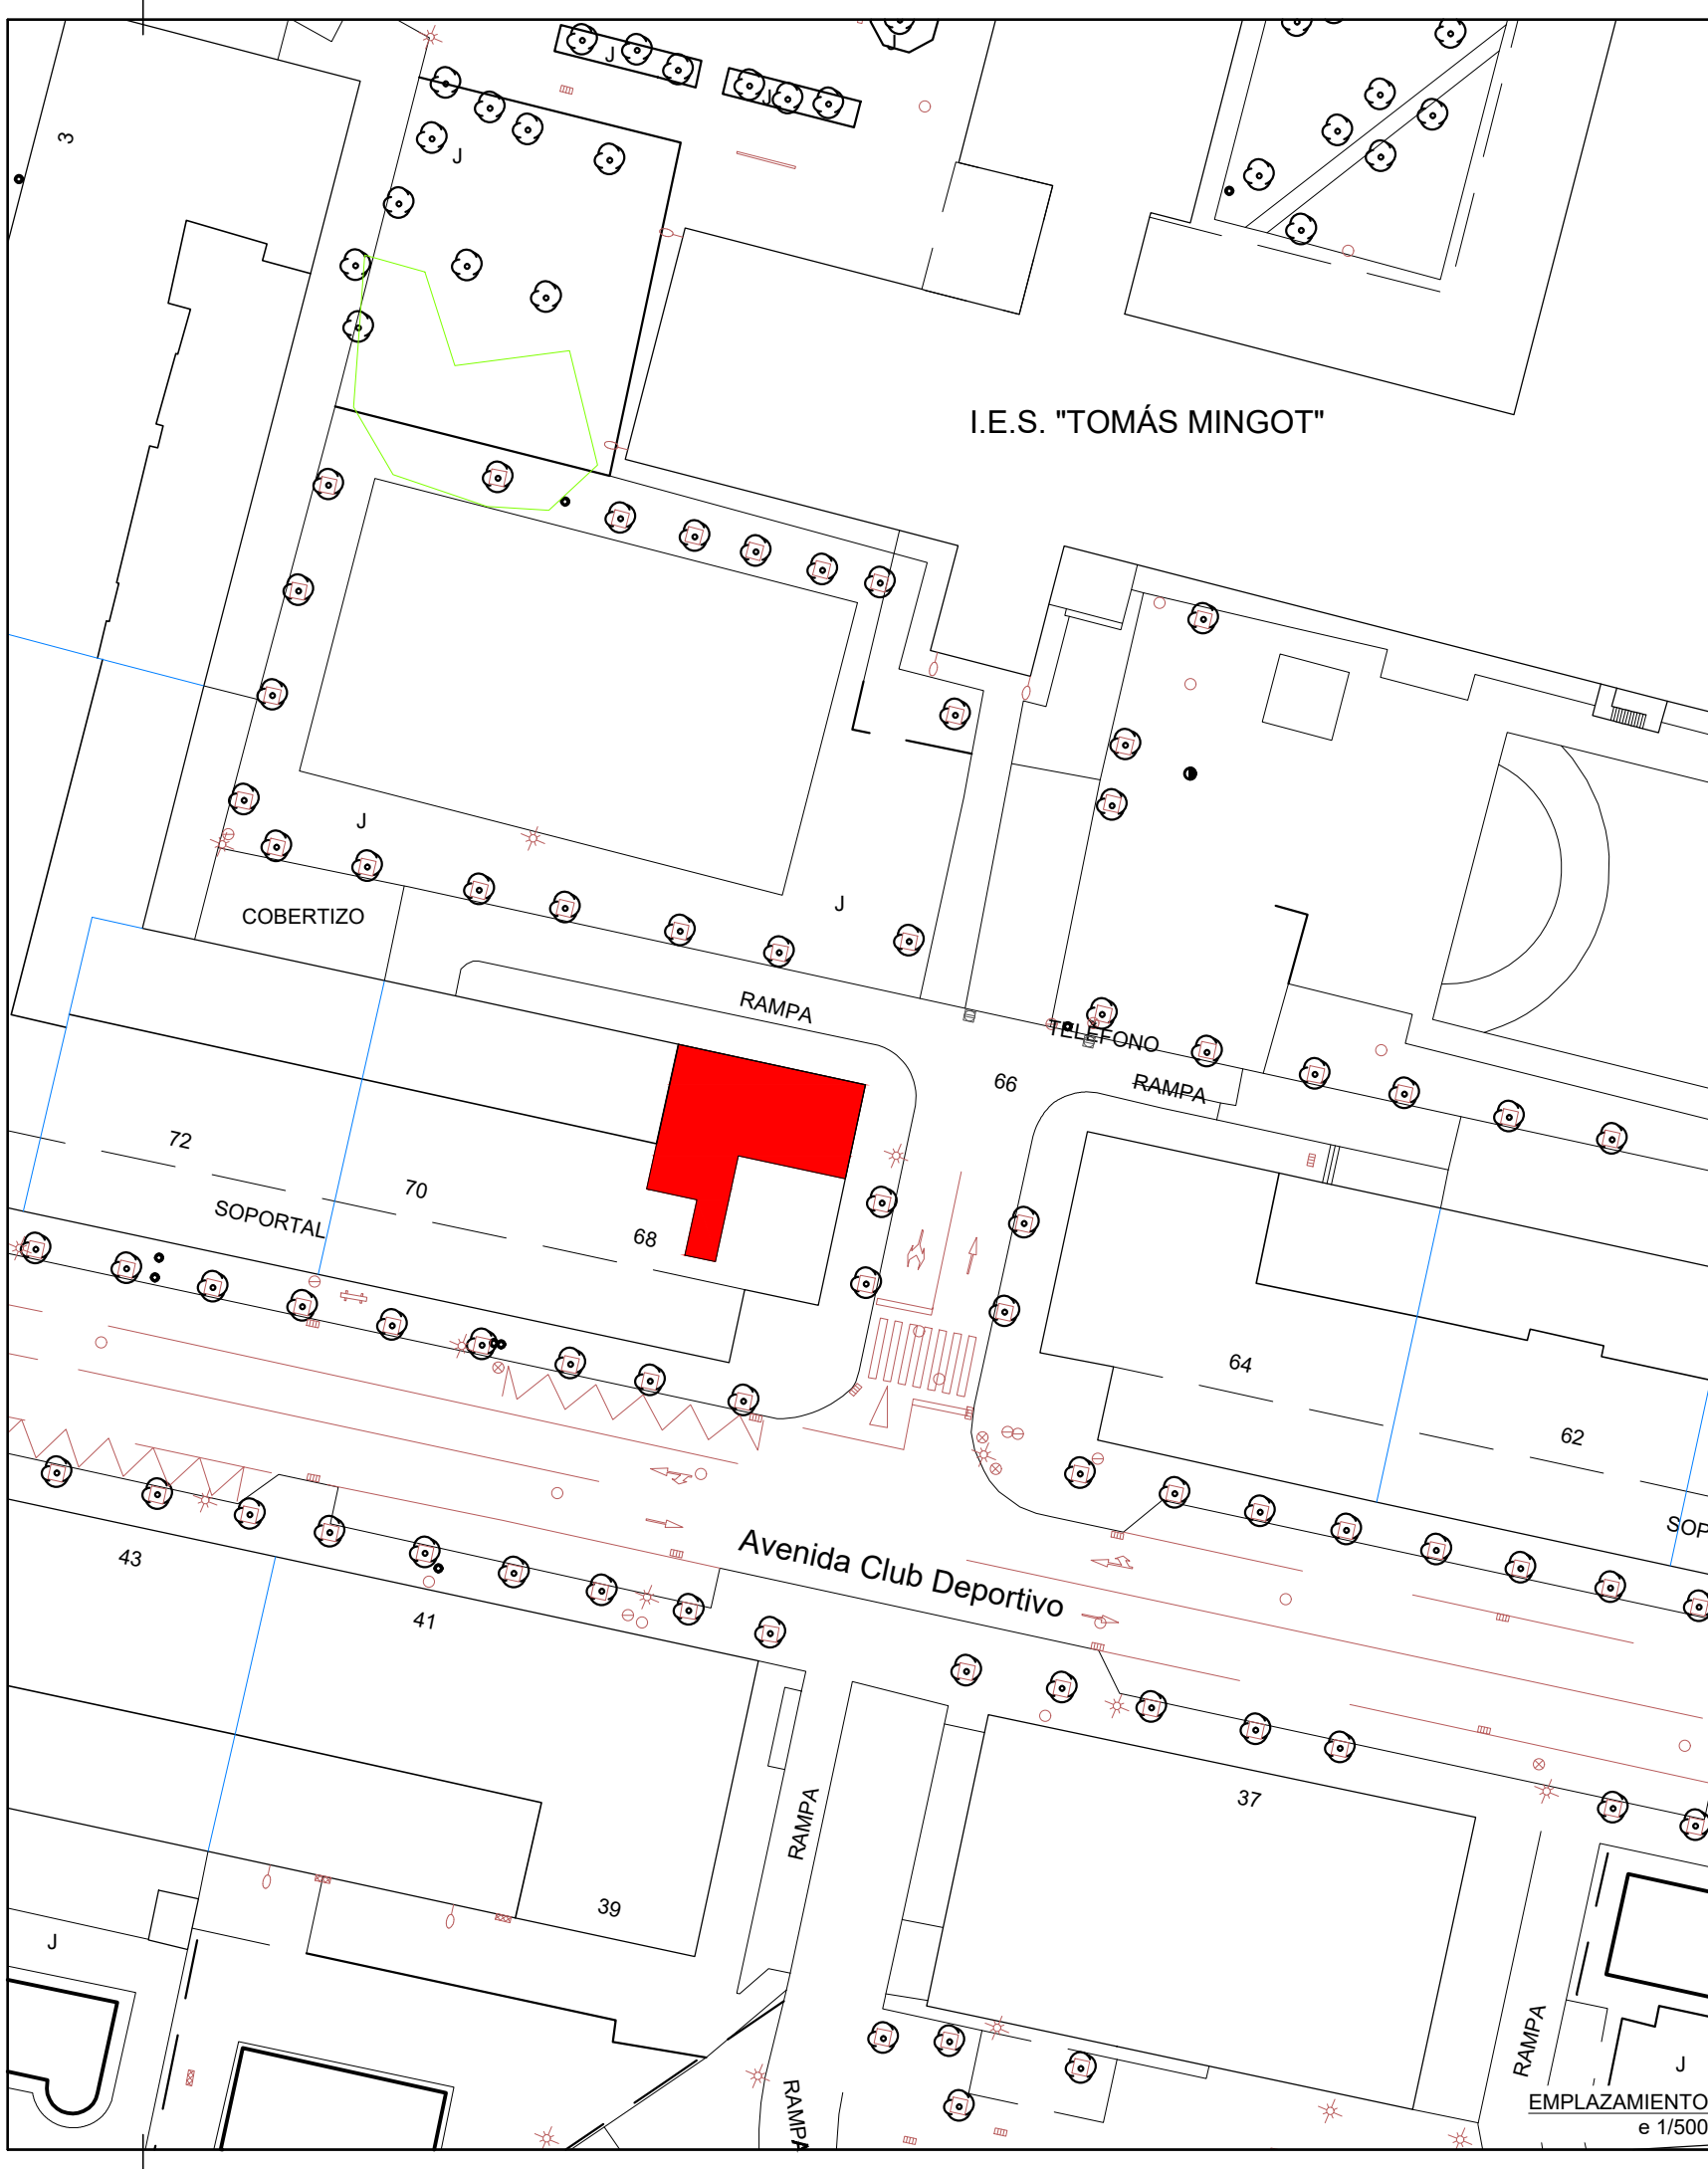 J
J
J
3
J
I.E.S. "TOMÁS MINGOT"
J
J
COBERTIZO
RAMPA
TELEFONO
66
RAMPA
72
70
SOPORTAL
68
64
62
SOP
Avenida Club Deportivo
43
41
37
RAMPA
39
J
RAMPA
J
RAMPA
EMPLAZAMIENTO
e 1/500